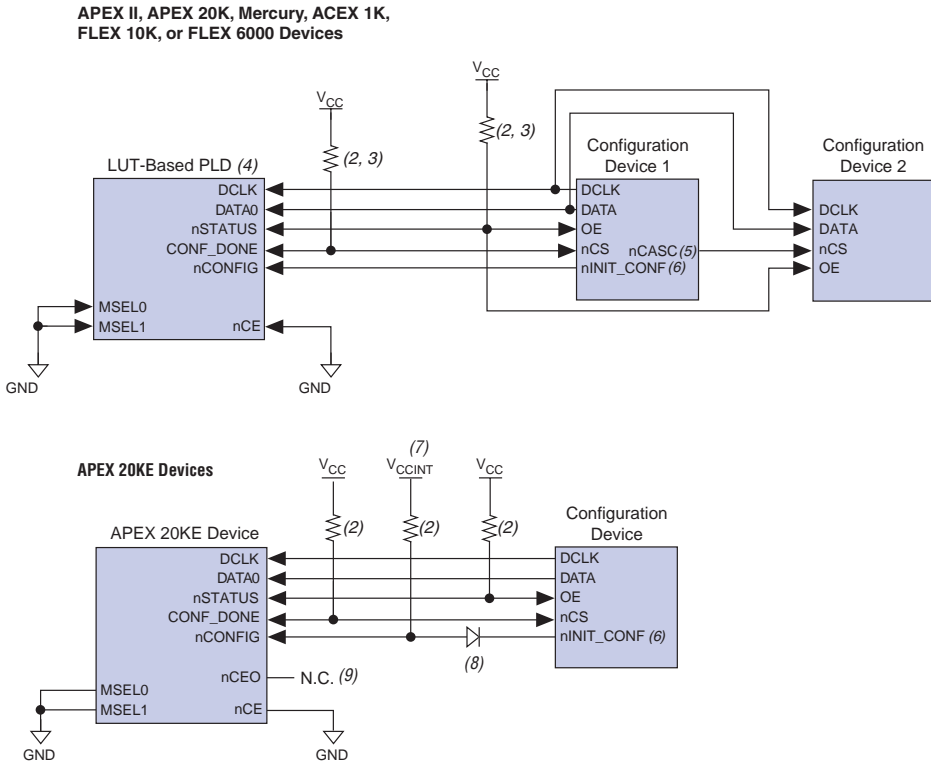 APEX II, APEX 20K, Mercury, ACEX 1K,
FLEX 10K, or FLEX 6000 Devices
VCC
VCC
(2, 3)
(2, 3)
LUT-Based PLD (4)
DCLK
DATA0
nSTATUS
CONF_DONE
nCONFIG
MSEL0
MSEL1
nCE
GND
GND
Configuration
Device 1
DCLK
DATA
OE
nCS
nCASC (5)
nINIT_CONF (6)
Configuration
Device 2
DCLK
DATA
nCS
OE
APEX 20KE Devices
VCC
(7)
VCCINT
VCC
(2)
(2)
(2)
APEX 20KE Device
DCLK
DATA0
nSTATUS
CONF_DONE
nCONFIG
nCEO
N.C. (9)
MSEL0
MSEL1
nCE
GND
GND
(8)
Configuration
Device
DCLK
DATA
OE
nCS
nINIT_CONF (6)